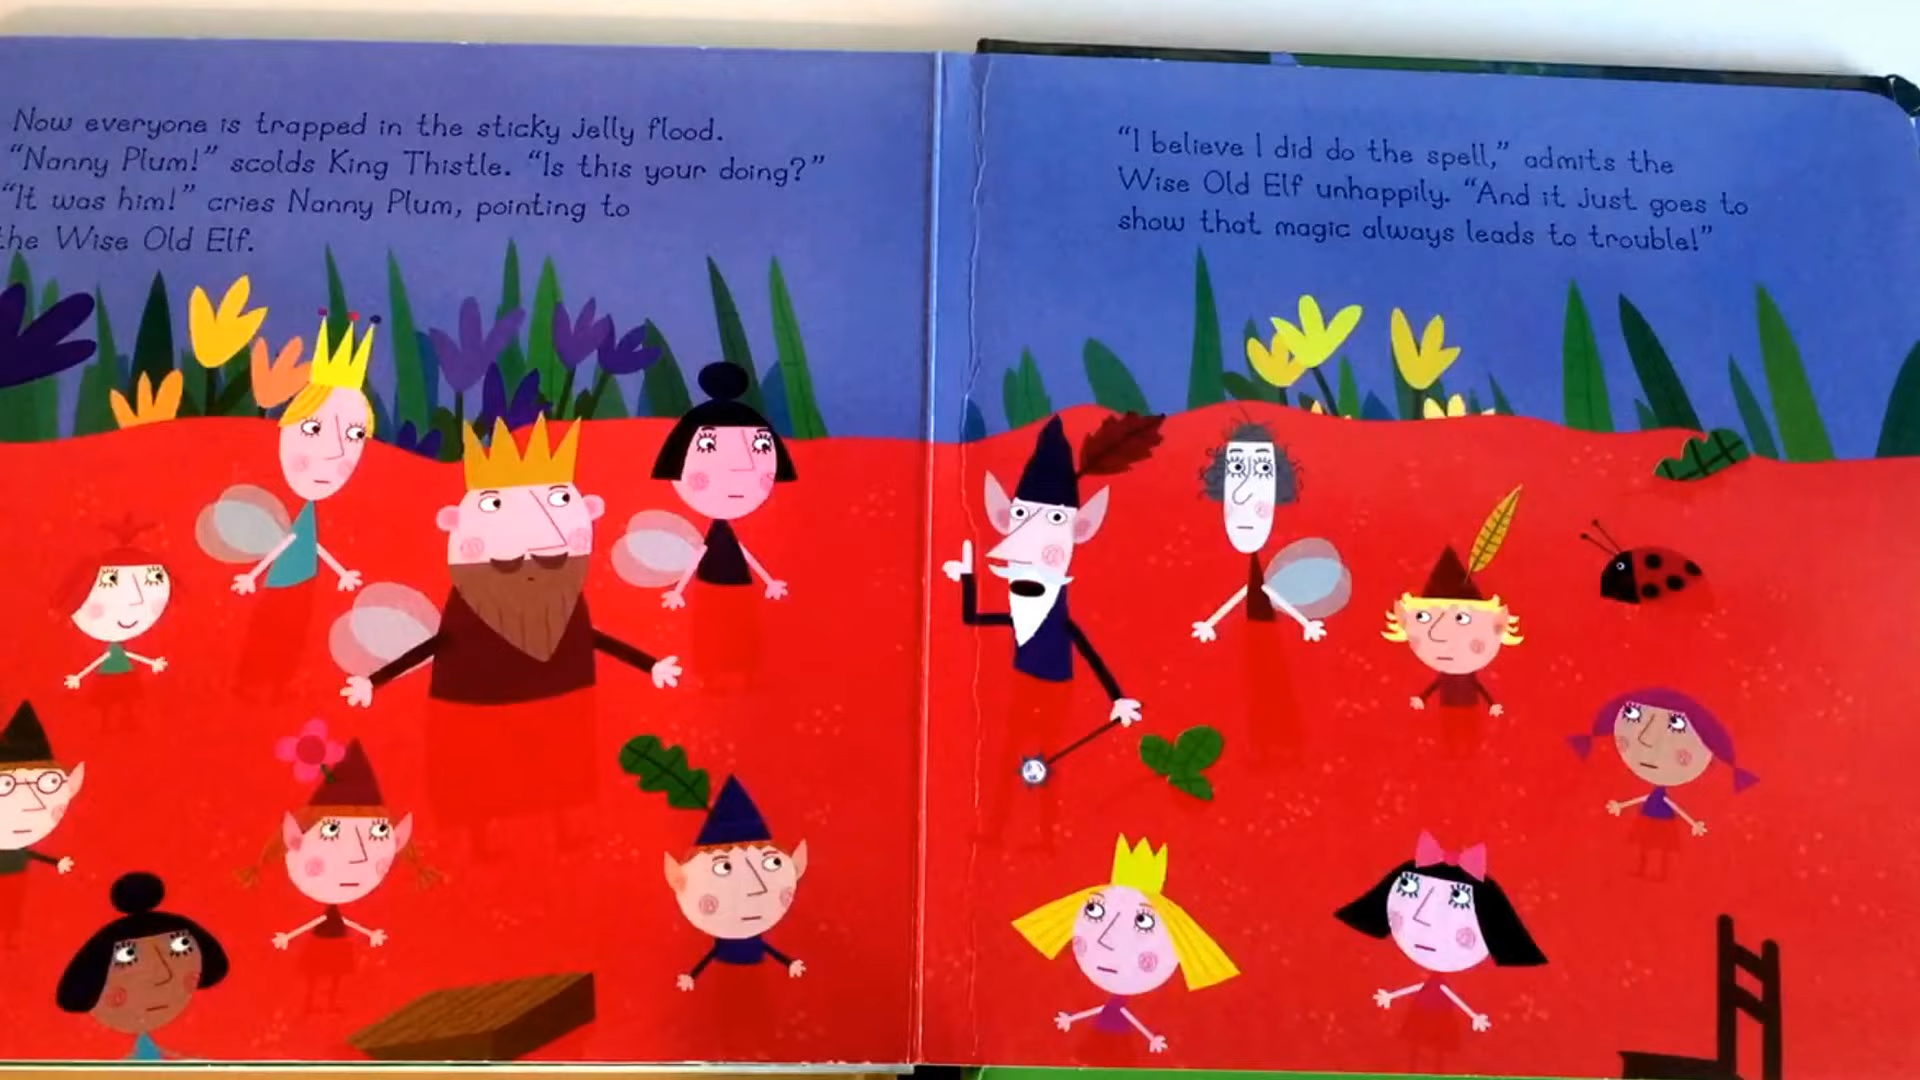 Now everyone is trapped in the sticky jelly flood.
“Nanny Plum!” scolds King Thistle. “Is this your doing?”
“It was him!” cries Nanny Plum, pointing to
the Wise Old Elf.
“I believe I did do the spell,” admits the
Wise Old Elf unhappily. “And it just goes to
show that magic always leads to trouble!”